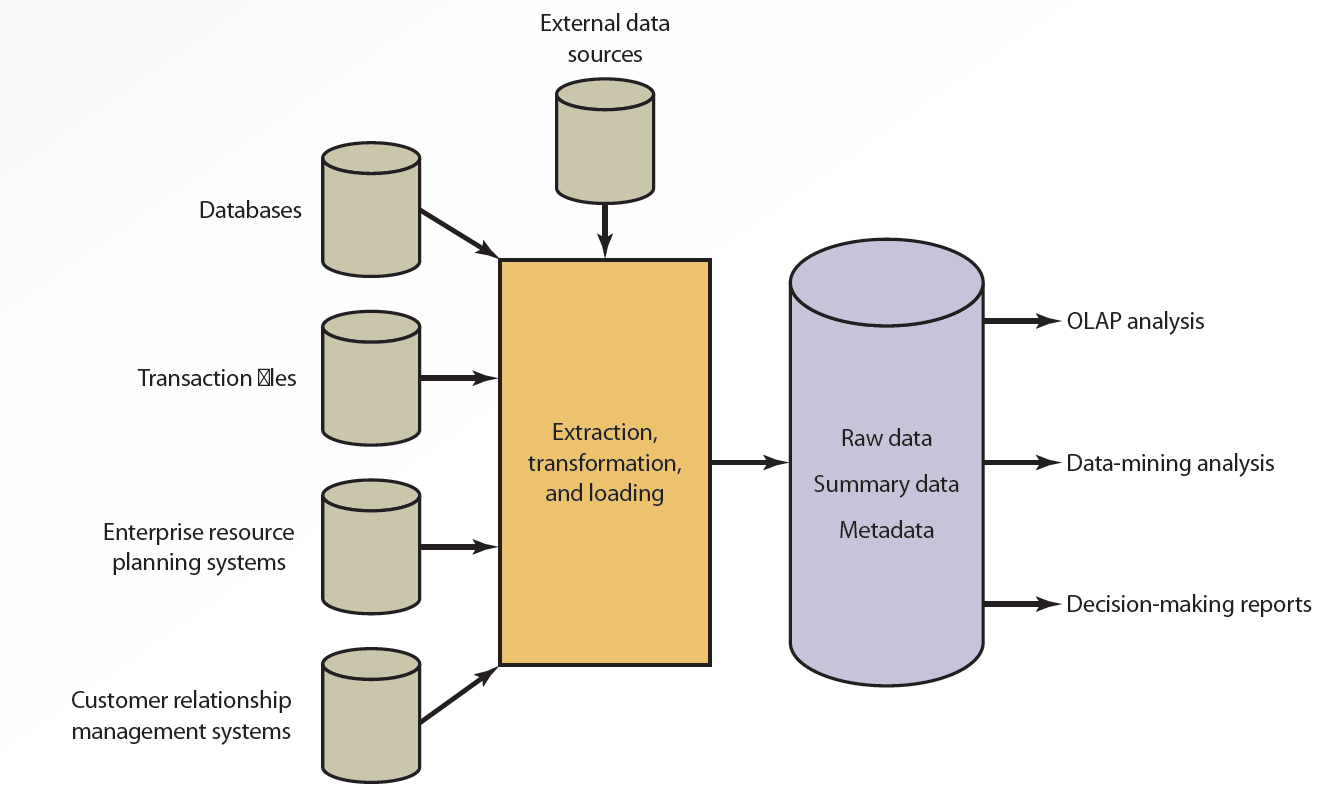 External data
sources
Databases
Transaction ☒les
Enterprise resource
planning systems
Customer relationship
management systems
Extraction,
transformation,
and loading
Raw data
Summary data
Metadata
OLAP analysis
Data-mining analysis
Decision-making reports